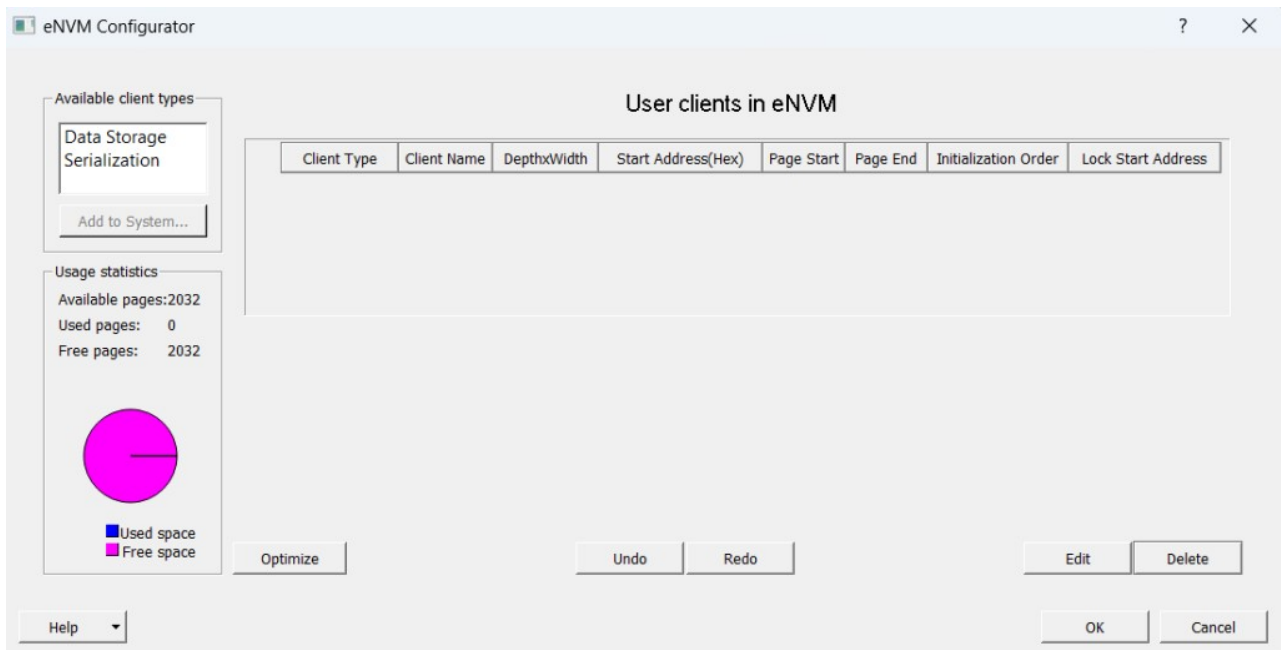 eNVM Configurator ?
Available client types
Data Storage
Serialization
Add to System...
User clients in eNVM
Client Type Client Name DepthxWidth Start Address(Hex) Page Start Page End Initialization Order Lock Start Address
Usage statistics
Available pages:2032
Used pages: 0
Free pages: 2032
Used space
Free space
Optimize Undo Redo Edit Delete
Help OK Cancel